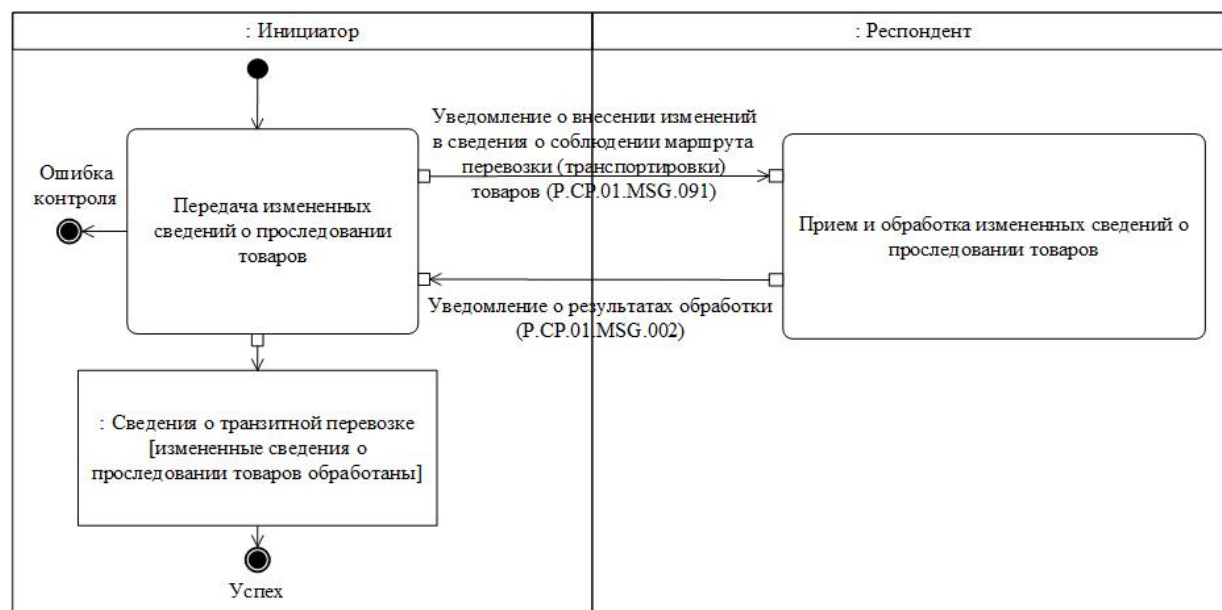 : Инициатор
: Респондент
Уведомление о внесении изменений
в сведения о соблюдении маршрута
перевозки (транспортировки)
товаров (P.CP.01.MSG.091)
Ошибка
контроля
Передача измененных
сведений о проследовании
товаров
Прием и обработка измененных сведений о
проследовании товаров
Уведомление о результатах обработки
(P.CP.01.MSG.002)
: Сведения о транзитной перевозке
[измененные сведения о
проследовании товаров обработаны]
Успех